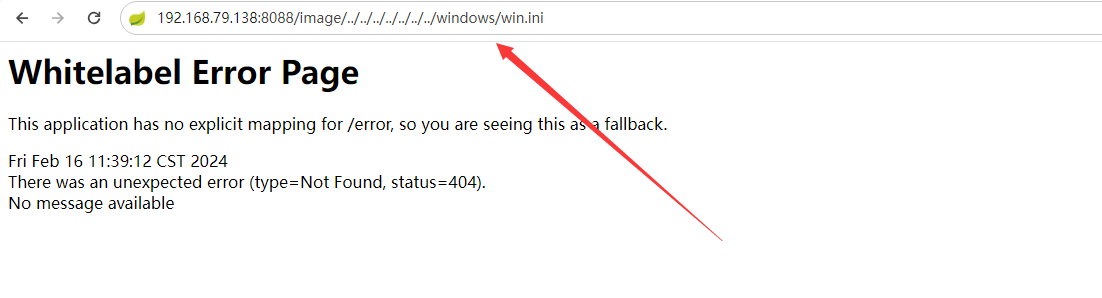 192.168.79.138:8088/image/../../../../../../../windows/win.ini
Whitelabel Error Page
This application has no explicit mapping for /error, so you are seeing this as a fallback.
Fri Feb 16 11:39:12 CST 2024
There was an unexpected error (type=Not Found, status=404).
No message available